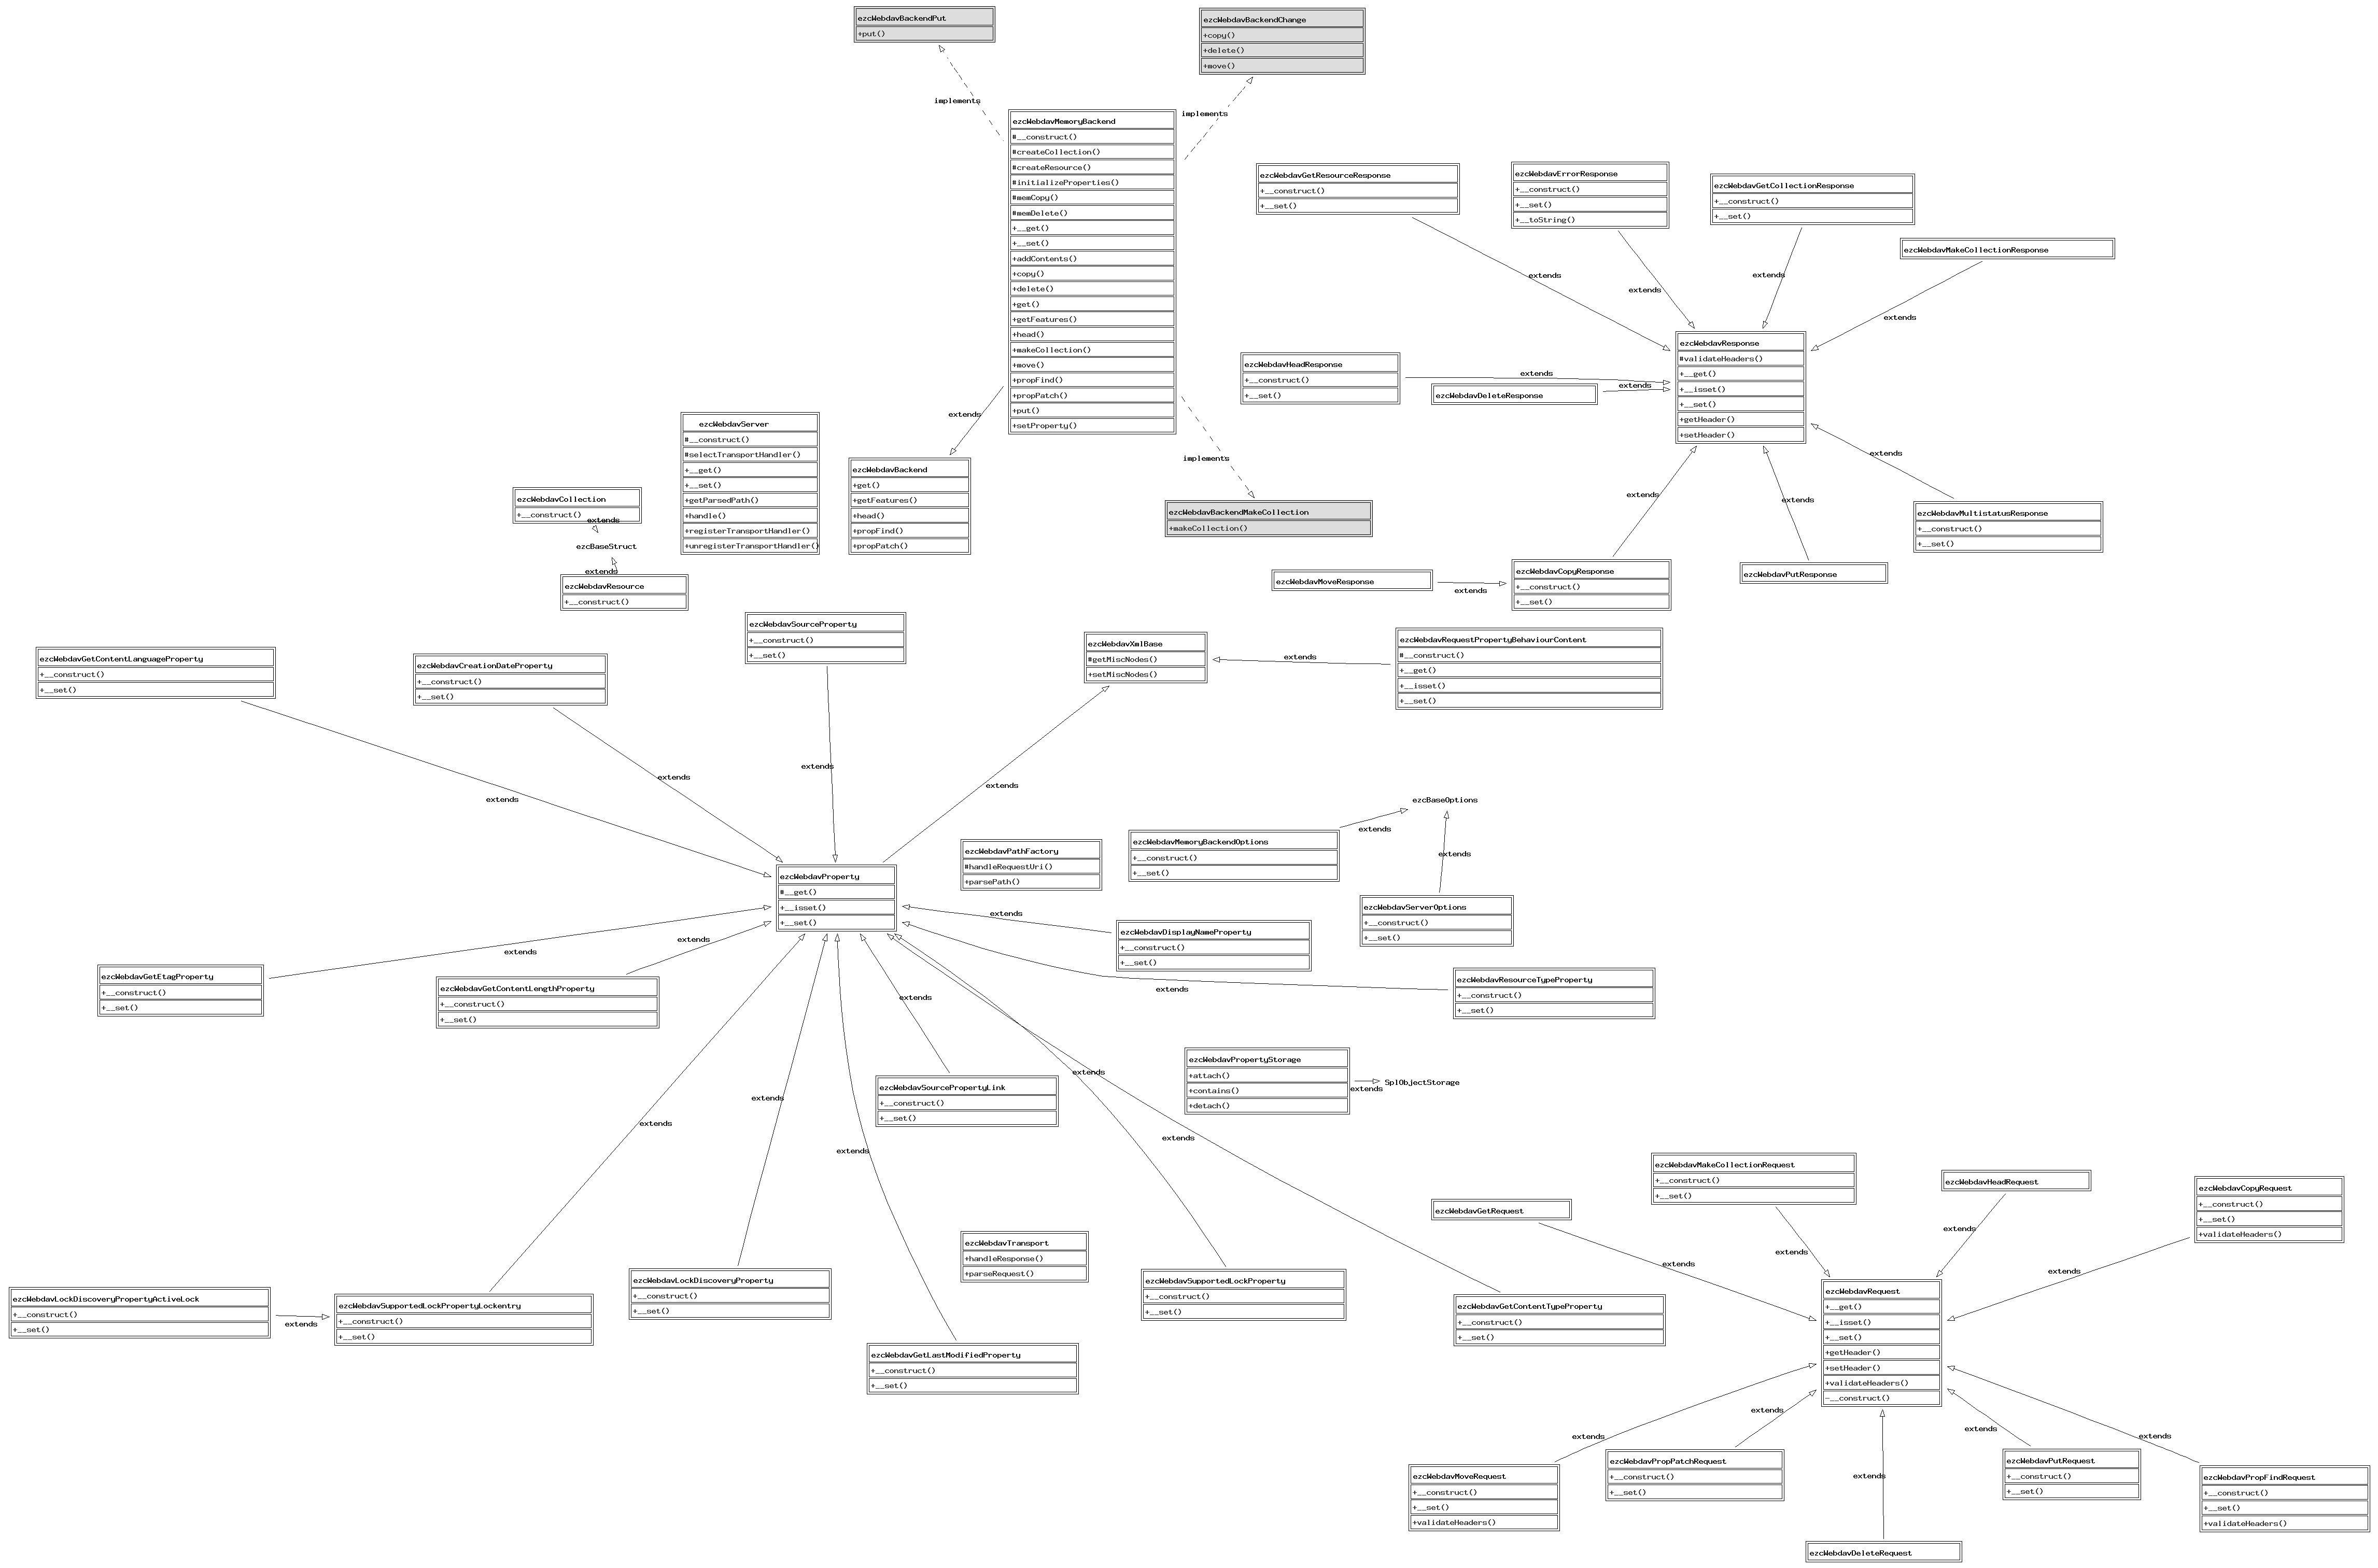 ezcWebdavBackendPut
+put()
ezcWebdavBackendChange
+copy()
+delete()
+move()
implements
implements
ezcWebdavMemoryBackend
#__construct()
#createCollection()
#createResource()
#initializeProperties()
#memCopy()
#memDelete()
+__get()
+__set()
+addContents()
+copy()
+delete()
+get()
+getFeatures()
+head()
+makeCollection()
+move()
+propFind()
+propPatch()
+put()
+setProperty()
ezcWebdavGetResourceResponse
+__construct()
+__set()
ezcWebdavErrorResponse
+__construct()
+__set()
+__toString()
ezcWebdavGetCollectionResponse
+__construct()
+__set()
ezcWebdavMakeCollectionResponse
extends
extends
extends
extends
ezcWebdavResponse
#validateHeaders()
+__get()
+__isset()
+__set()
+getHeader()
+setHeader()
ezcWebdavHeadResponse
+__construct()
+__set()
extends
ezcWebdavDeleteResponse
extends
extends
ezcWebdavServer
#__construct()
#selectTransportHandler()
+__get()
+__set()
+getParsedPath()
+handle()
+registerTransportHandler()
+unregisterTransportHandler()
ezcWebdavBackend
+get()
+getFeatures()
+head()
+propFind()
+propPatch()
implements
ezcWebdavBackendMakeCollection
+makeCollection()
extends
extends
extends
ezcWebdavMultistatusResponse
+__construct()
+__set()
ezcWebdavCollection
+__construct()
extends
ezcBaseStruct
extends
ezcWebdavResource
+__construct()
ezcWebdavMoveResponse
extends
ezcWebdavCopyResponse
+__construct()
+__set()
ezcWebdavPutResponse
ezcWebdavSourceProperty
+__construct()
+__set()
ezcWebdavXmlBase
#getMiscNodes()
+setMiscNodes()
extends
ezcWebdavRequestPropertyBehaviourContent
#__construct()
+__get()
+__isset()
+__set()
ezcWebdavGetContentLanguageProperty
+__construct()
+__set()
ezcWebdavCreationDateProperty
+__construct()
+__set()
extends
extends
extends
extends
ezcBaseOptions
extends
extends
ezcWebdavMemoryBackendOptions
+__construct()
+__set()
ezcWebdavPathFactory
#handleRequestUri()
+parsePath()
ezcWebdavProperty
#__get()
+__isset()
+__set()
ezcWebdavServerOptions
+__construct()
+__set()
extends
ezcWebdavDisplayNameProperty
+__construct()
+__set()
extends
extends
ezcWebdavGetEtagProperty
+__construct()
+__set()
ezcWebdavGetContentLengthProperty
+__construct()
+__set()
extends
extends
ezcWebdavResourceTypeProperty
+__construct()
+__set()
ezcWebdavPropertyStorage
+attach()
+contains()
+detach()
extends
SplObjectStorage
ezcWebdavSourcePropertyLink
+__construct()
+__set()
extends
extends
extends
extends
extends
ezcWebdavMakeCollectionRequest
+__construct()
+__set()
ezcWebdavHeadRequest
ezcWebdavCopyRequest
+__construct()
+__set()
+validateHeaders()
ezcWebdavGetRequest
extends
extends
extends
extends
ezcWebdavTransport
+handleResponse()
+parseRequest()
ezcWebdavLockDiscoveryProperty
+__construct()
+__set()
ezcWebdavSupportedLockProperty
+__construct()
+__set()
ezcWebdavLockDiscoveryPropertyActiveLock
+__construct()
+__set()
extends
ezcWebdavSupportedLockPropertyLockentry
+__construct()
+__set()
ezcWebdavGetContentTypeProperty
+__construct()
+__set()
ezcWebdavGetLastModifiedProperty
+__construct()
+__set()
ezcWebdavRequest
+__get()
+__isset()
+__set()
+getHeader()
+setHeader()
+validateHeaders()
-__construct()
extends
extends
extends
extends
extends
ezcWebdavMoveRequest
+__construct()
+__set()
+validateHeaders()
ezcWebdavPropPatchRequest
+__construct()
+__set()
ezcWebdavPutRequest
+__construct()
+__set()
ezcWebdavPropFindRequest
+__construct()
+__set()
+validateHeaders()
ezcWebdavDeleteRequest